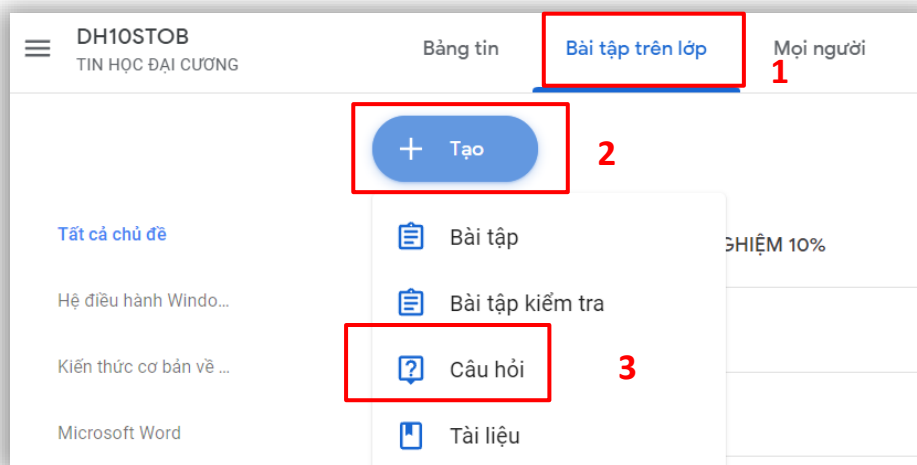 DH10STOB
TIN HỌC ĐẠI CƯƠNG
Bảng tin
Bài tập trên lớp
Mọi người
1
+ Tạo
2
Tất cả chủ đề
Hệ điều hành Windo...
Kiến thức cơ bản về ...
Microsoft Word
Bài tập
Bài tập kiểm tra
Câu hỏi
3
Tài liệu
GHIỆM 10%